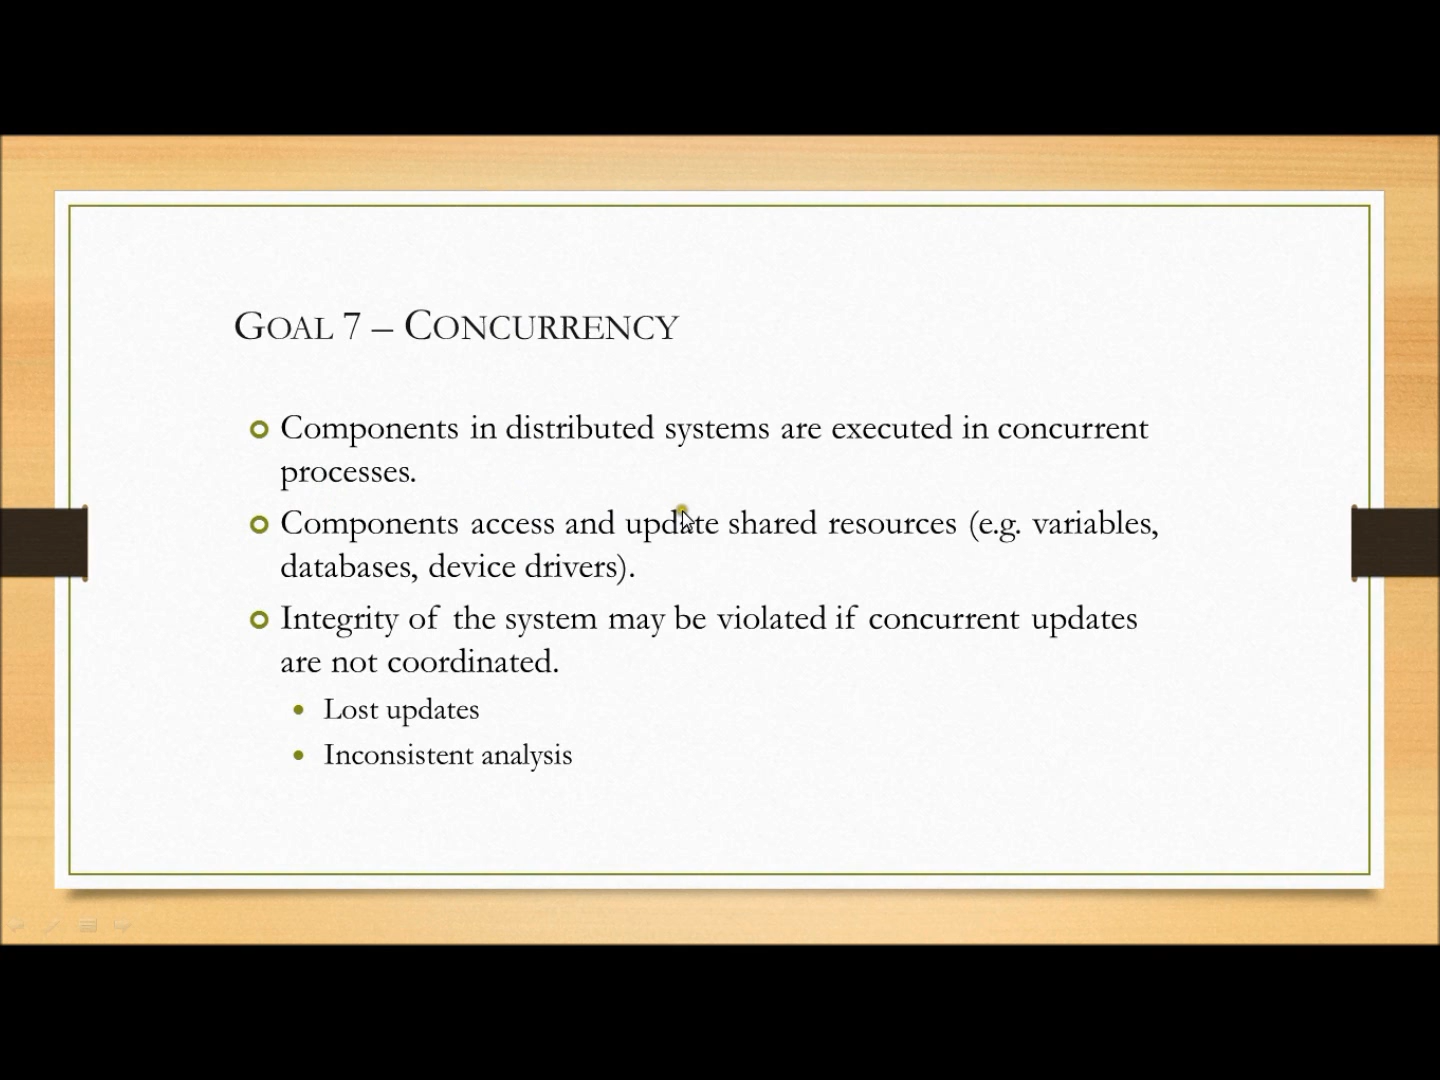 Goal 7 – Concurrency
Components in distributed systems are executed in concurrent
processes.
Components access and update shared resources (e.g. variables,
databases, device drivers).
Integrity of the system may be violated if concurrent updates
are not coordinated.
Lost updates
Inconsistent analysis